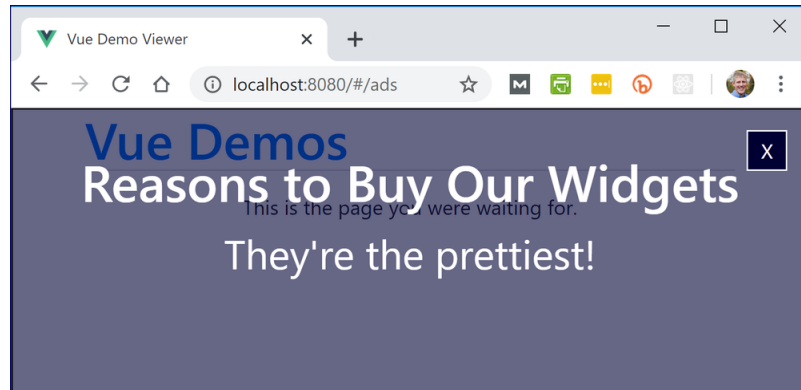 Vue Demo Viewer
localhost:8080/#/ads
Vue Demos
X
Reasons to Buy Our Widgets
This is the page you were waiting for.
They're the prettiest!